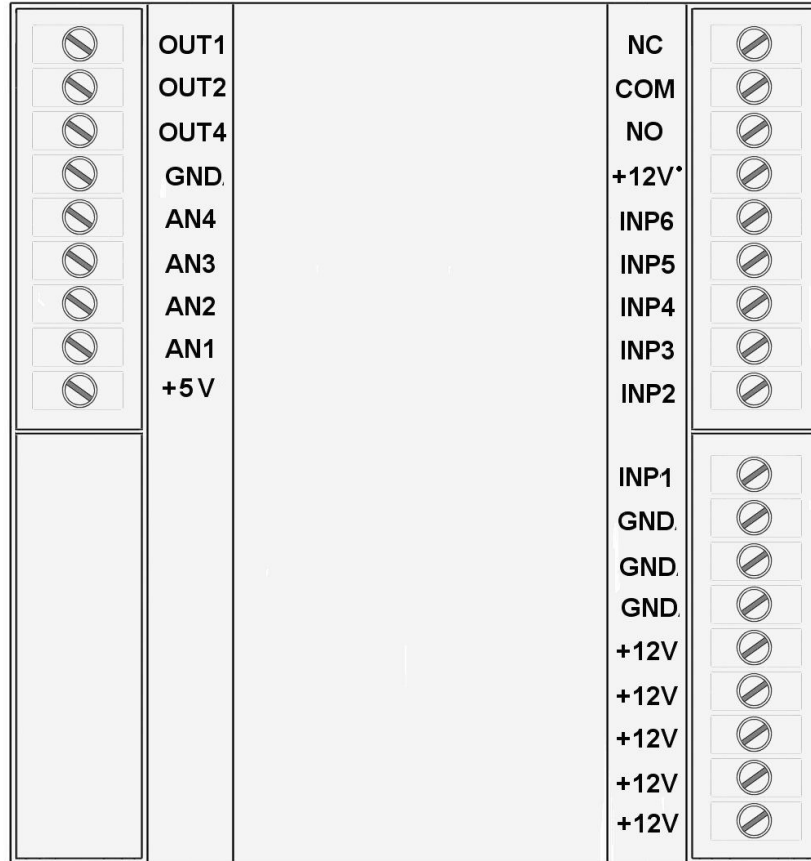 OUT1
OUT2
OUT4
GND.
AN4
AN3
AN2
AN1
+5V
NC
COM
NO
+12V•
INP6
INP5
INP4
INP3
INP2
INP1
GND.
GND.
GND.
+12V
+12V
+12V
+12V
+12V